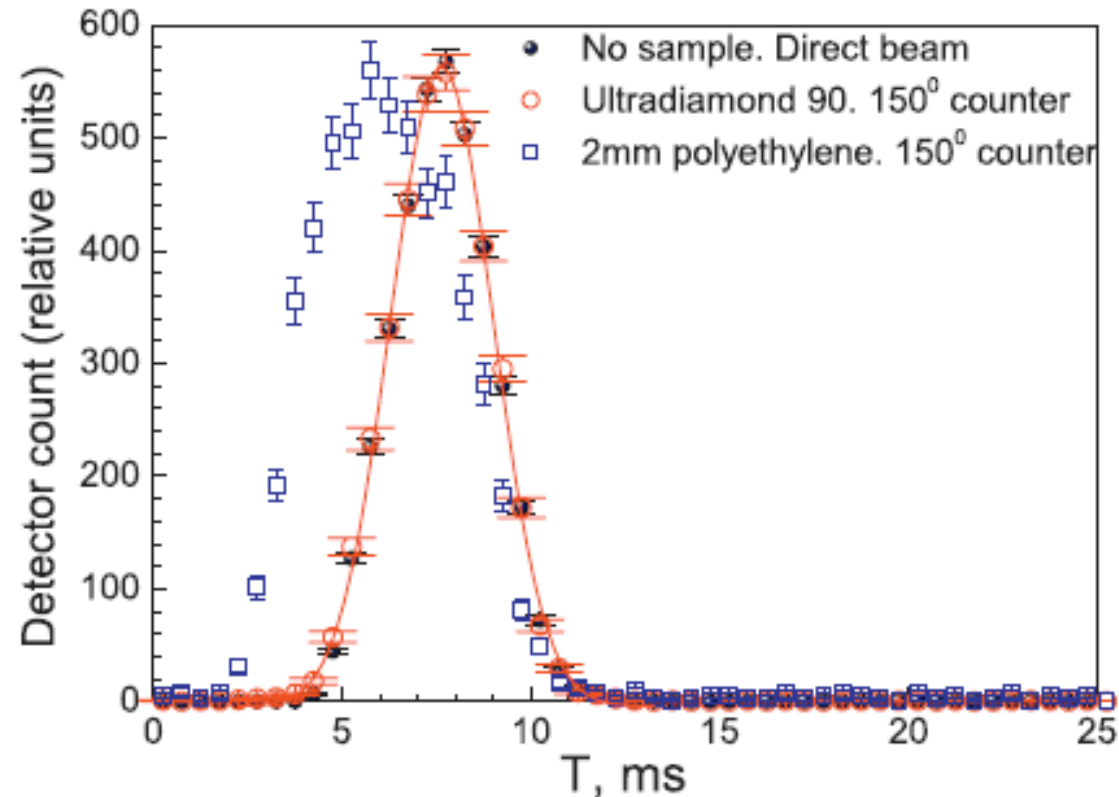 600
500
400
300
200
100
0
Detector count (relative units)
No sample. Direct beam
Ultradiamond 90. 150⁰ counter
2mm polyethylene. 150⁰ counter
0 5 10 15 20 25
T, ms